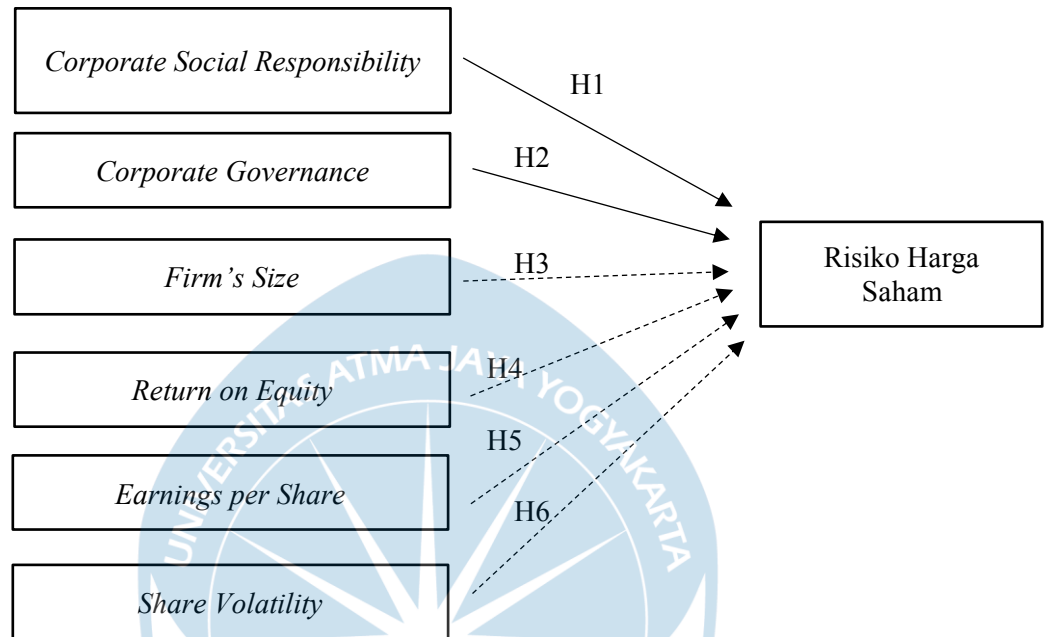 Corporate Social Responsibility
H1
Corporate Governance
H2
Firm's Size
H3
Risiko Harga
Saham
Return on Equity
H4
Earnings per Share
H5
Share Volatility
H6
UNIVERSITAS ATMA JAYA YOGYAKARTA